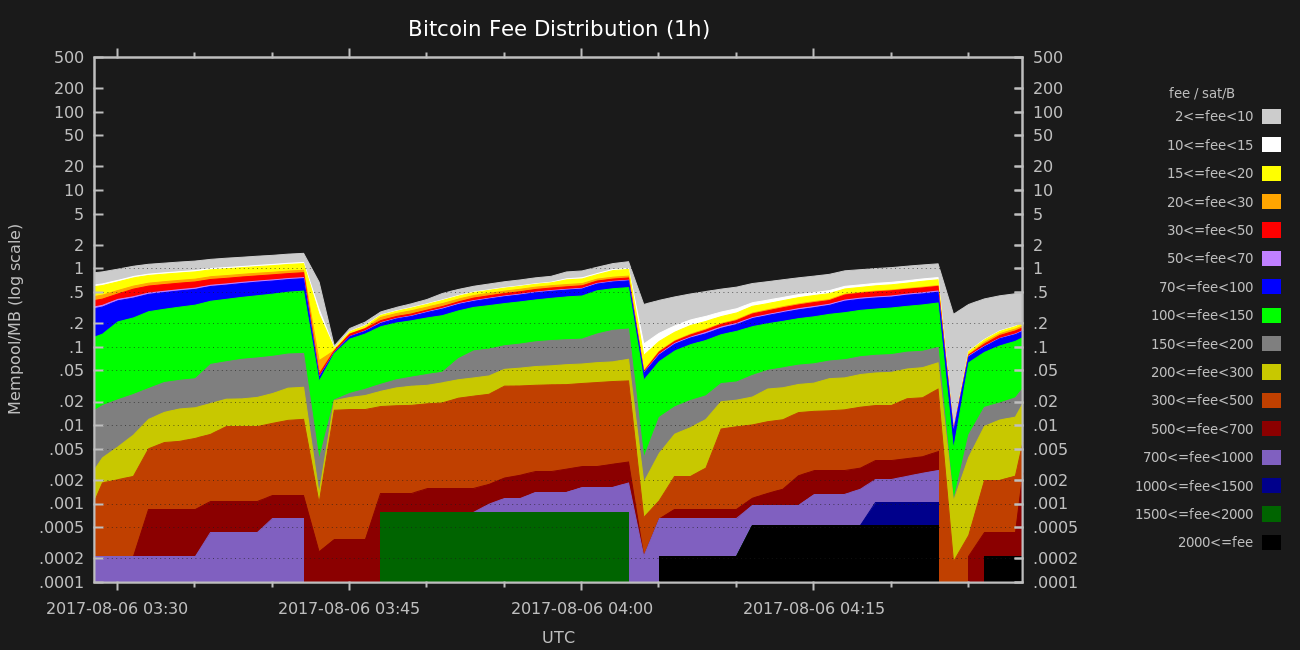 Bitcoin Fee Distribution (1h)
Mempool/MB (log scale)
500
200
100
50
20
10
5
2
1
.5
.2
.1
.05
.02
.01
.005
.002
.001
.0005
.0002
.0001
500
200
100
50
20
10
5
2
1
.5
.2
.1
.05
.02
.01
.005
.002
.001
.0005
.0002
.0001
2017-08-06 03:30
2017-08-06 03:45
2017-08-06 04:00
2017-08-06 04:15
UTC
fee / sat/B
2<=fee<10
10<=fee<15
15<=fee<20
20<=fee<30
30<=fee<50
50<=fee<70
70<=fee<100
100<=fee<150
150<=fee<200
200<=fee<300
300<=fee<500
500<=fee<700
700<=fee<1000
1000<=fee<1500
1500<=fee<2000
2000<=fee